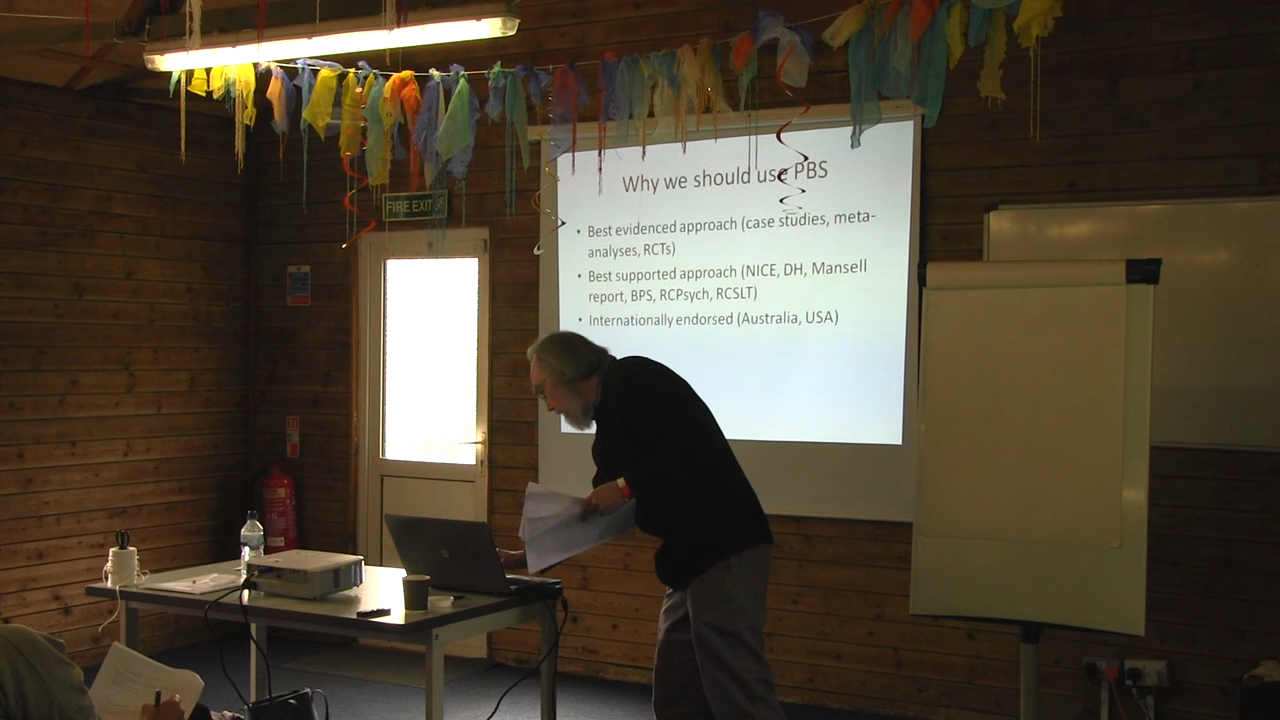 Why we should use PBS
• Best evidenced approach (case studies, meta-
analyses, RCTs)
• Best supported approach (NICE, DH, Mansell
report, BPS, RCPsych, RCSLT)
• Internationally endorsed (Australia, USA)
FIRE EXIT